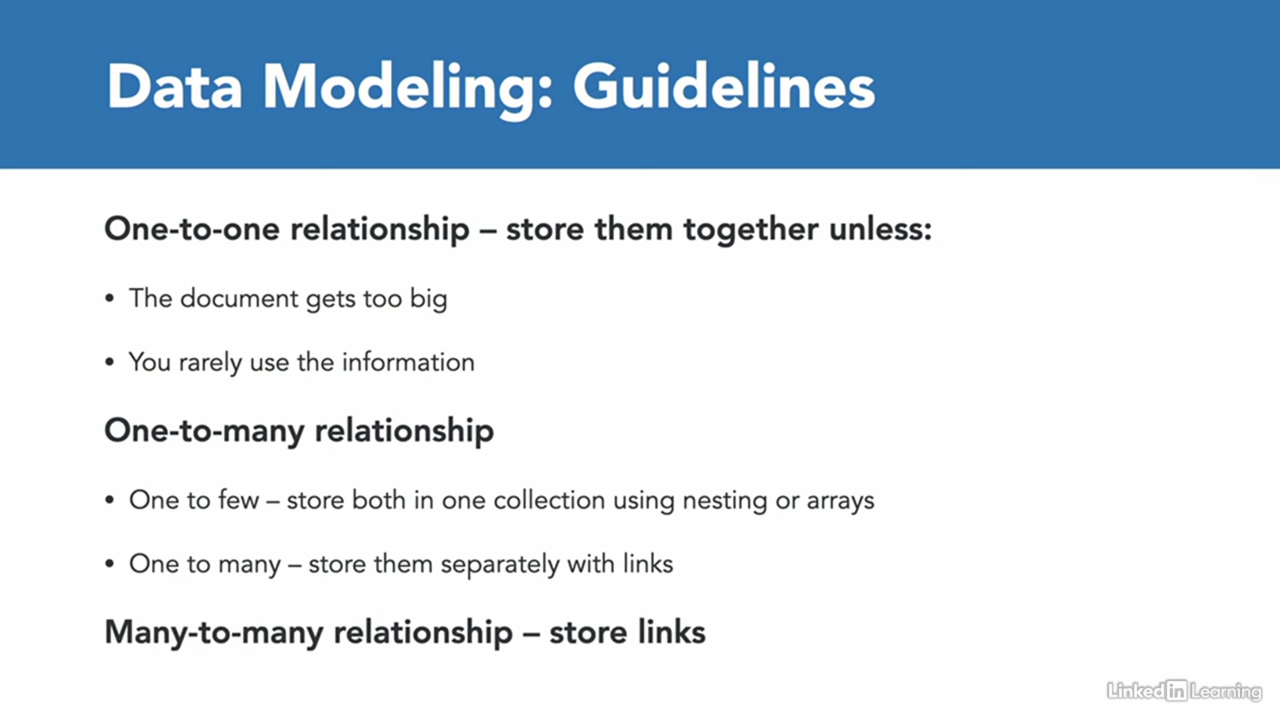 Data Modeling: Guidelines
One-to-one relationship – store them together unless:
• The document gets too big
• You rarely use the information
One-to-many relationship
• One to few – store both in one collection using nesting or arrays
• One to many – store them separately with links
Many-to-many relationship – store links
LinkedIn Learning